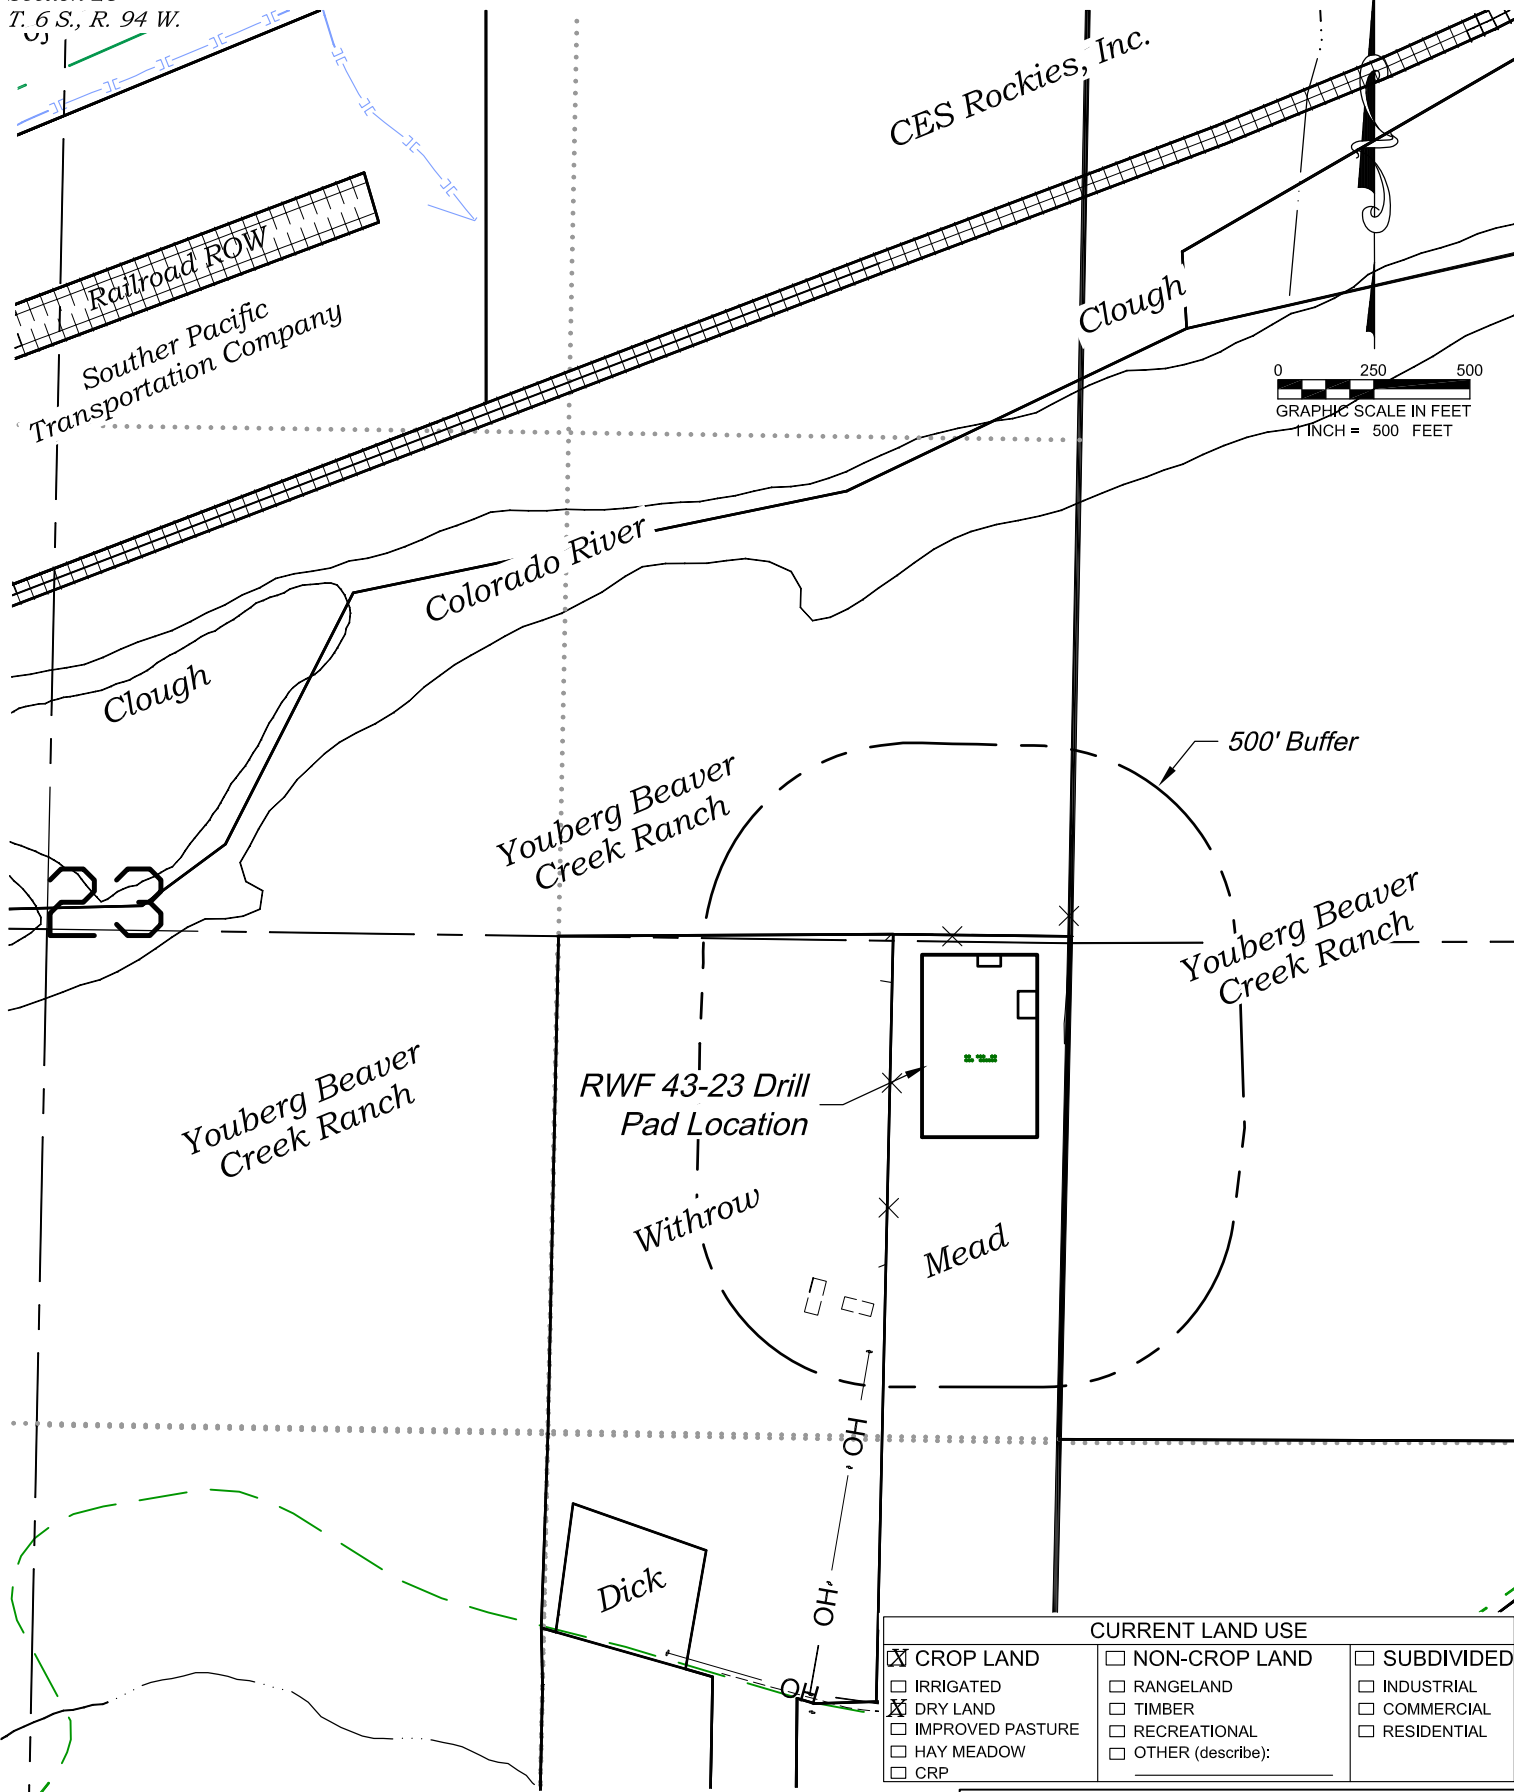 T. 6 S., R. 94 W.
CES Rockies, Inc.
Railroad ROW
Souther Pacific
Transportation Company
Clough
0 250 500
GRAPHIC SCALE IN FEET
1 INCH = 500 FEET
Colorado River
Clough
500' Buffer
Youberg Beaver
Creek Ranch
23
Youberg Beaver
Creek Ranch
Youberg Beaver
Creek Ranch
RWF 43-23 Drill
Pad Location
Withrow
Mead
OH
OH
Dick
OH
CURRENT LAND USE
X CROP LAND
IRRIGATED
X DRY LAND
IMPROVED PASTURE
HAY MEADOW
CRP
NON-CROP LAND
RANGELAND
TIMBER
RECREATIONAL
OTHER (describe):
SUBDIVIDED
INDUSTRIAL
COMMERCIAL
RESIDENTIAL